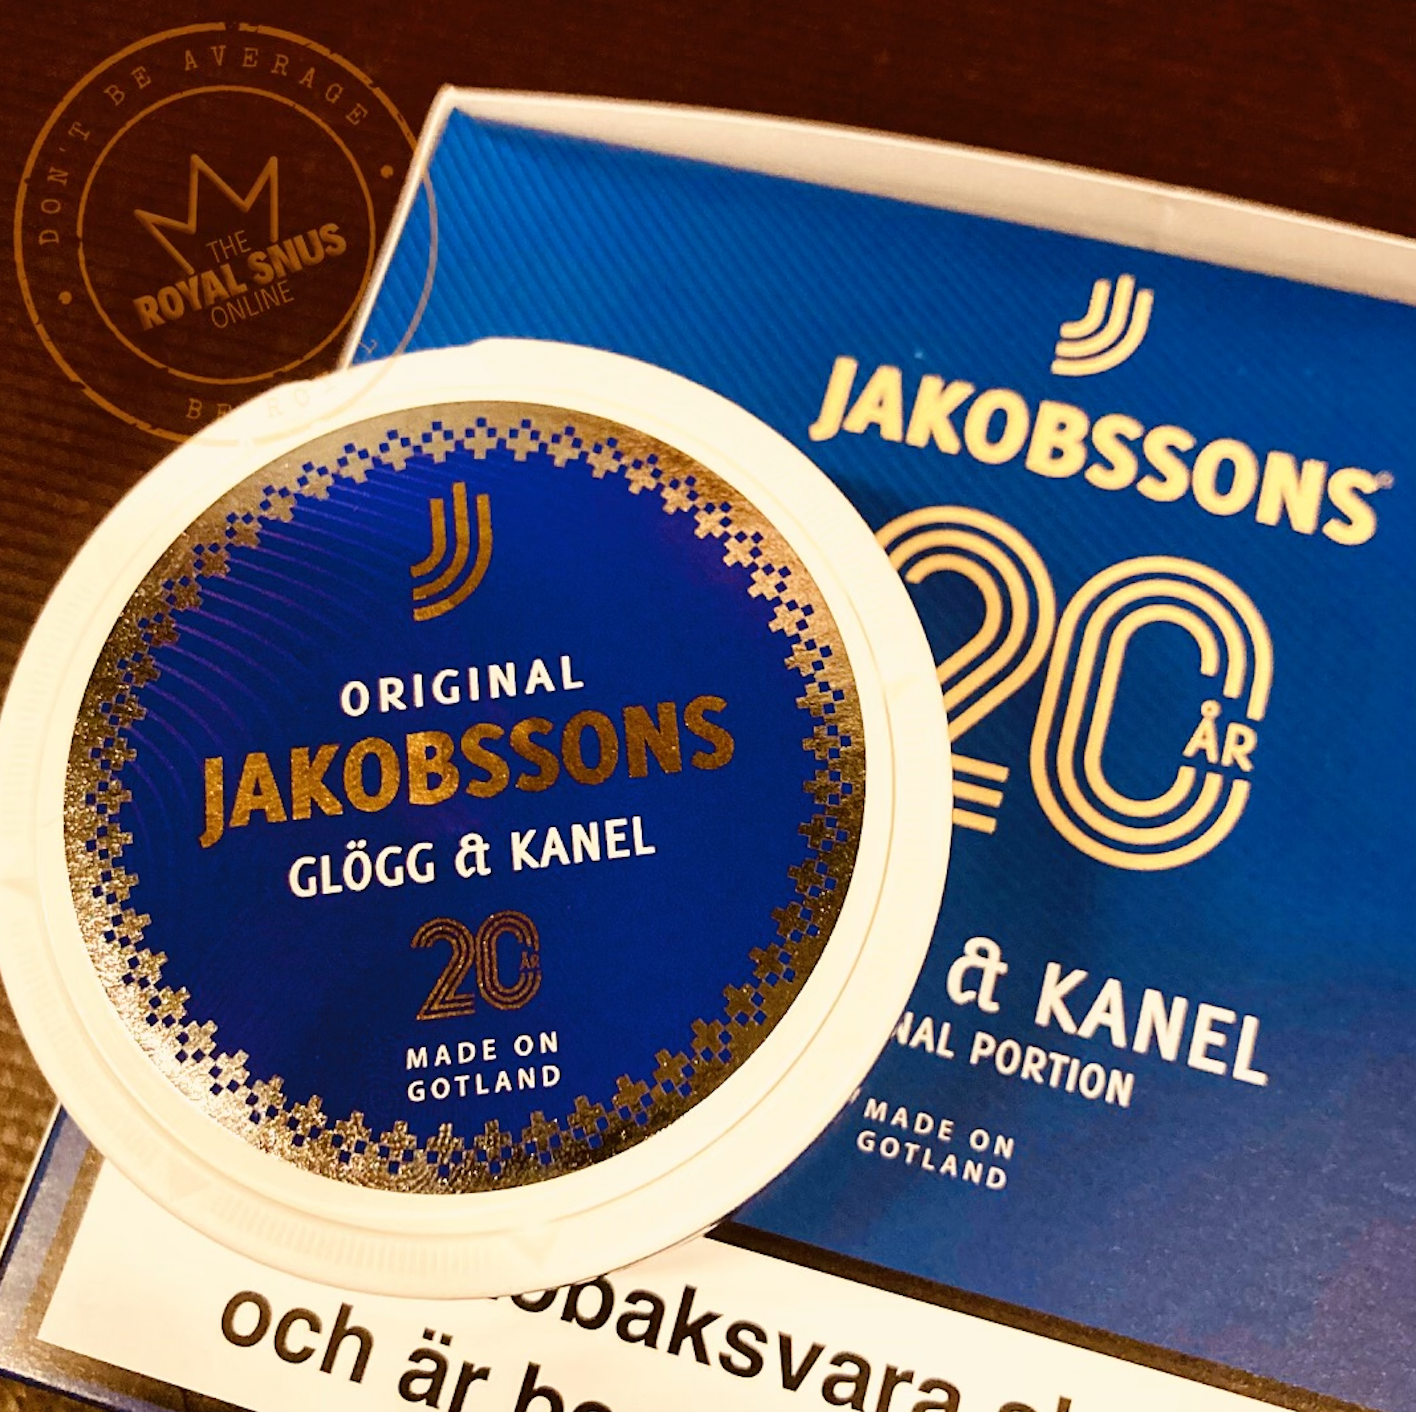 DON'T BE AVERAGE
THE
ROYAL SNUS
ONLINE
ORIGINAL
JAKOBSSONS
GLÖGG & KANEL
20
ÅR
MADE ON
GOTLAND
JAKOBSSONS
20
ÅR
& KANEL
PORTION
MADE ON
GOTLAND
och är